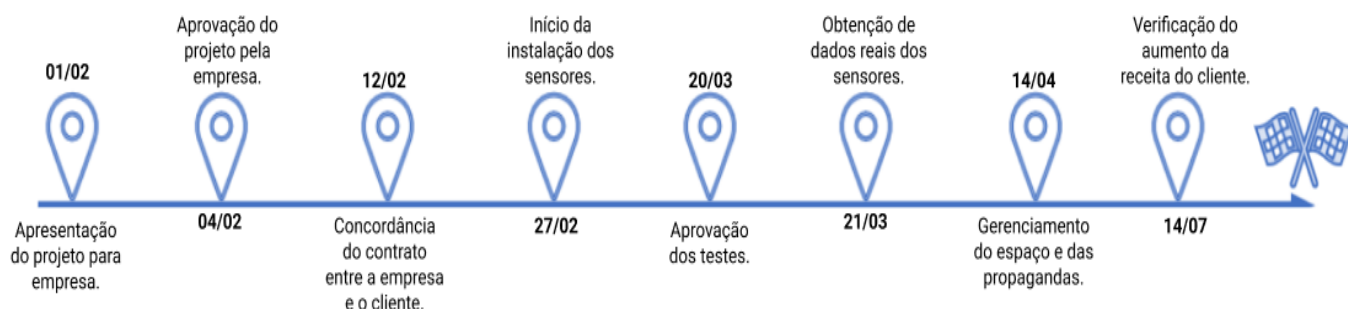 01/02
Apresentação
do projeto para
empresa.
Aprovação do
projeto pela
empresa.
04/02
12/02
Concordância
do contrato
entre a empresa
e o cliente.
Início da
instalação dos
sensores.
27/02
20/03
Aprovação
dos testes.
Obtenção de
dados reais dos
sensores.
21/03
14/04
Gerenciamento
do espaço e das
propagandas.
Verificação do
aumento da
receita do cliente.
14/07